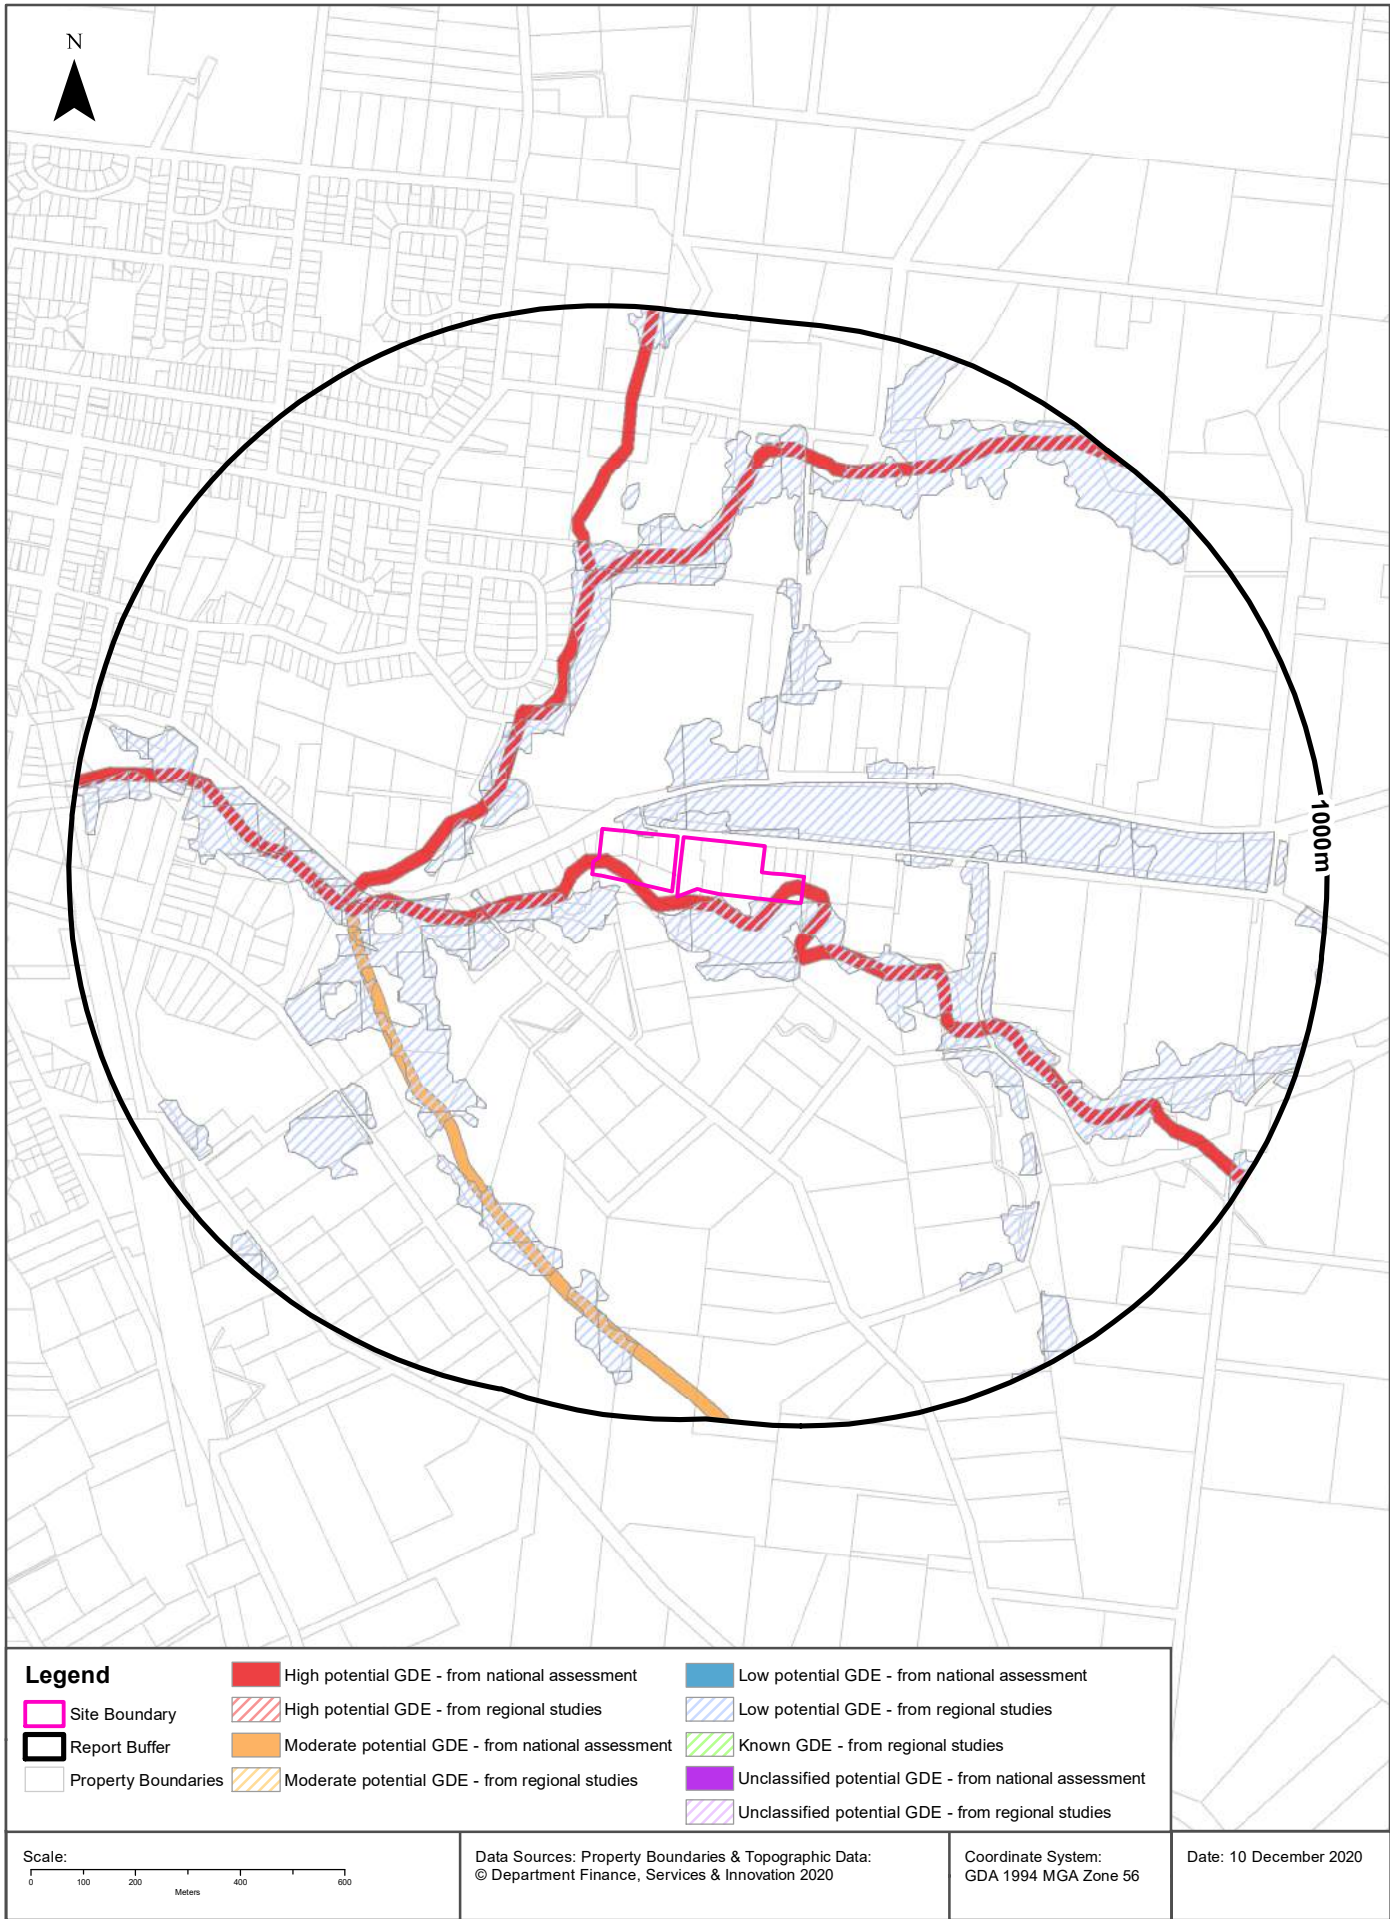 N
1000m
Legend
Site Boundary
Report Buffer
Property Boundaries
High potential GDE - from national assessment
High potential GDE - from regional studies
Moderate potential GDE - from national assessment
Moderate potential GDE - from regional studies
Low potential GDE - from national assessment
Low potential GDE - from regional studies
Known GDE - from regional studies
Unclassified potential GDE - from national assessment
Unclassified potential GDE - from regional studies
Scale:
0 100 200 400 600
Meters
Data Sources: Property Boundaries & Topographic Data:
© Department Finance, Services & Innovation 2020
Coordinate System:
GDA 1994 MGA Zone 56
Date: 10 December 2020